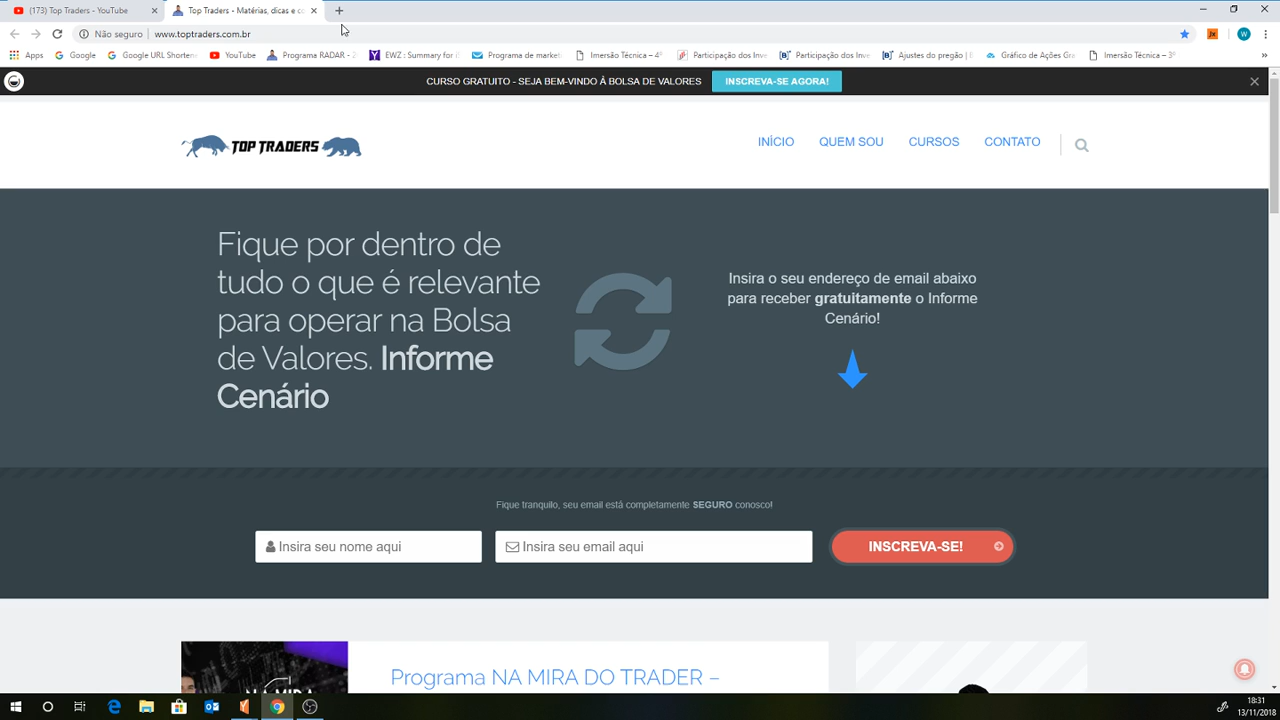 (173) Top Traders - YouTube
Top Traders - Matérias, dicas e co
Não seguro
www.toptraders.com.br
Apps
Google
Google URL Shorten
YouTube
Programa RADAR - 2
EWZ : Summary for i
Programa de market
Imersão Técnica – 4º
Participação dos Inve
Participação dos Inve
Ajustes do pregão |
Gráfico de Ações Gra
Imersão Técnica – 3º
»
CURSO GRATUITO - SEJA BEM-VINDO À BOLSA DE VALORES
INSCREVA-SE AGORA!
TOP TRADERS
INÍCIO
QUEM SOU
CURSOS
CONTATO
Fique por dentro de
tudo o que é relevante
para operar na Bolsa
de Valores. Informe
Cenário
Insira o seu endereço de email abaixo
para receber gratuitamente o Informe
Cenário!
Fique tranquilo, seu email está completamente SEGURO conosco!
Insira seu nome aqui
Insira seu email aqui
INSCREVA-SE!
NA MIRA
Programa NA MIRA DO TRADER –
18:31
13/11/2018